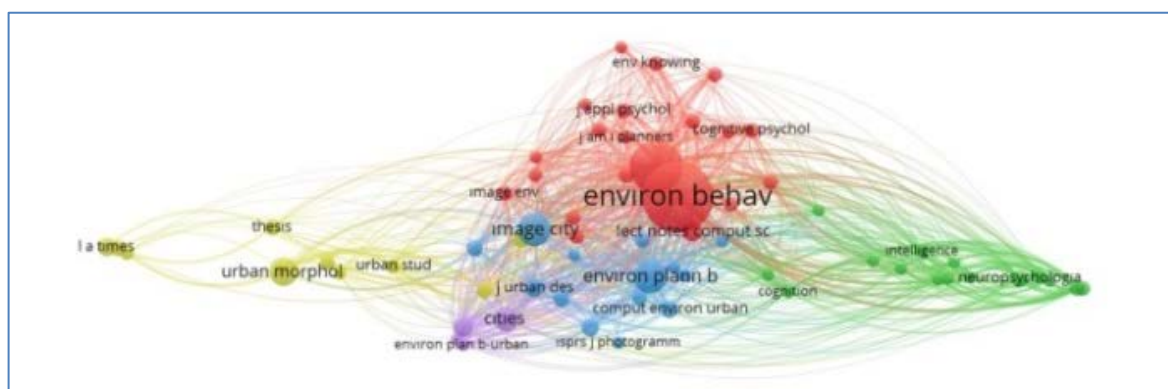 env knowing
j appl psychol
cognitive psychol
j am i planners
environ behav
image env
thesis
image city
lect notes comput sc
l a times
urban morphol
urban stud
intelligence
environ plann b
neuropsychologia
j urban des
cognition
comput environ urban
cities
environ plan b-urban
isprs j photogramm